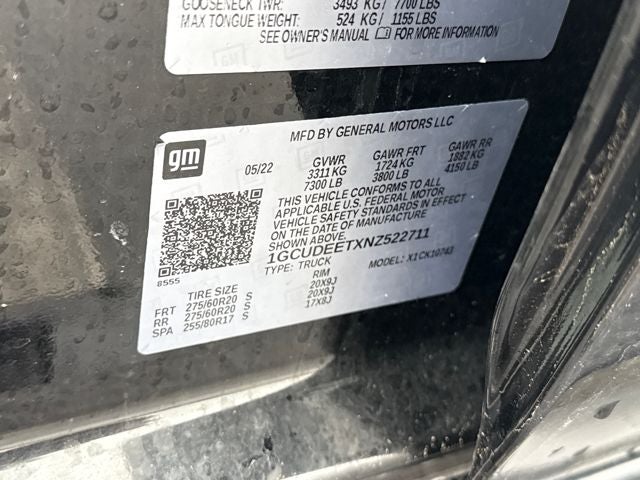 GOOSENECK TWR: 3493 KG / 7700 LBS
MAX TONGUE WEIGHT: 524 KG / 1155 LBS
SEE OWNER'S MANUAL FOR MORE INFORMATION
MFD BY GENERAL MOTORS LLC
gm 05/22 GVWR GAWR FRT GAWR RR
3311 KG 1724 KG 1882 KG
7300 LB 3800 LB 4150 LB
THIS VEHICLE CONFORMS TO ALL
APPLICABLE U.S. FEDERAL MOTOR
VEHICLE SAFETY STANDARDS IN EFFECT
ON THE DATE OF MANUFACTURE
SHOWN ABOVE.
1GCUDEETXNZ522711
TYPE: TRUCK MODEL: X1CK10743
8555
TIRE SIZE RIM
FRT 275/60R20 S 20X9J
RR 275/60R20 S 20X9J
SPA 255/80R17 S 17X8J